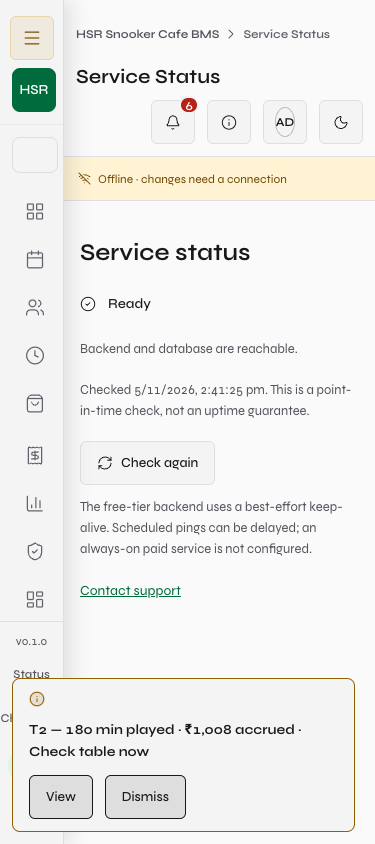 HSR Snooker Cafe BMS > Service Status
HSR
Service Status
6
AD
Offline · changes need a connection
Service status
Ready
Backend and database are reachable.
Checked 5/11/2026, 2:41:25 pm. This is a point-
in-time check, not an uptime guarantee.
Check again
The free-tier backend uses a best-effort keep-
alive. Scheduled pings can be delayed; an
always-on paid service is not configured.
Contact support
v0.1.0
Status
T2 — 180 min played · ₹1,008 accrued ·
Check table now
View
Dismiss